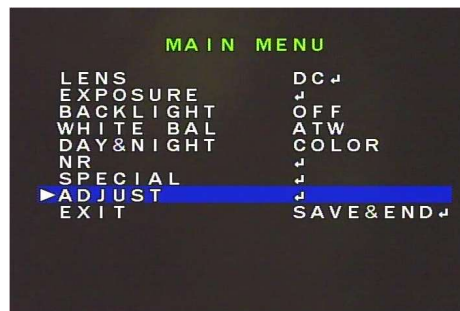 MAIN MENU
LENS DC↵
EXPOSURE ↵
BACKLIGHT OFF
WHITE BAL ATW
DAY&NIGHT COLOR
NR ↵
SPECIAL ↵
►ADJUST ↵
EXIT SAVE&END↵